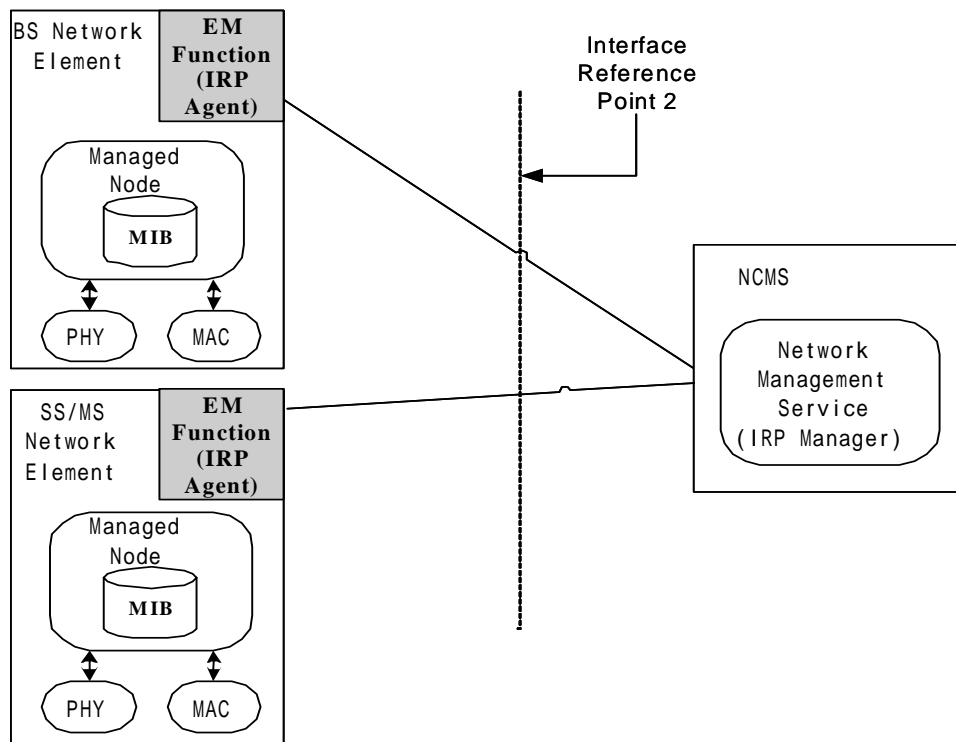 BS Network
Element
EM
Function
(IRP
Agent)
Managed
Node
MIB
PHY
MAC
Interface
Reference
Point 2
NCMS
Network
Management
Service
(IRP Manager)
SS/MS
Network
Element
EM
Function
(IRP
Agent)
Managed
Node
MIB
PHY
MAC